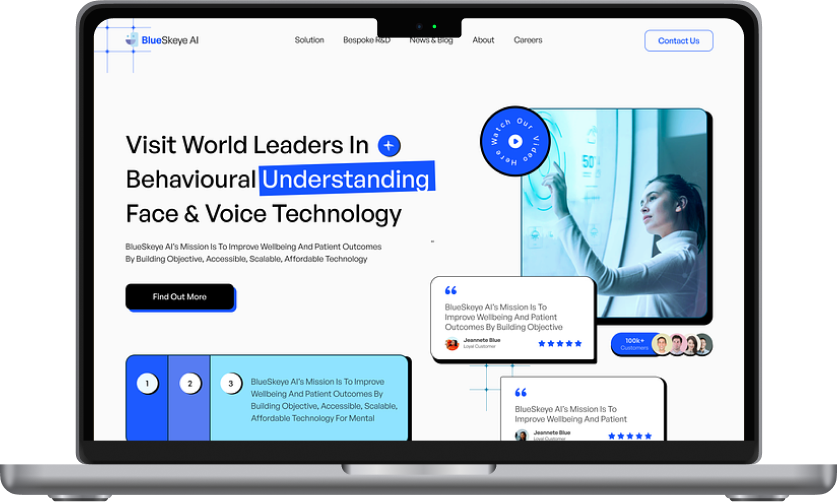 BlueSkeye AI
Solution
Bespoke R&D
News & Blog
About
Careers
Contact Us
Visit World Leaders In
Behavioural Understanding
Face & Voice Technology
BlueSkeye AI's Mission Is To Improve Wellbeing And Patient Outcomes
By Building Objective, Accessible, Scalable, Affordable Technology
Find Out More
Watch Our Video Here
50
BlueSkeye AI's Mission Is To
Improve Wellbeing And Patient
Outcomes By Building Objective
Jeannete Blue
Loyal Customer
100k+
Customers
1
2
3
BlueSkeye AI's Mission Is To Improve
Wellbeing And Patient Outcomes By
Building Objective, Accessible, Scalable,
Affordable Technology For Mental
BlueSkeye AI's Mission Is To
Improve Wellbeing And Patient
Jeannete Blue
Loyal Customer